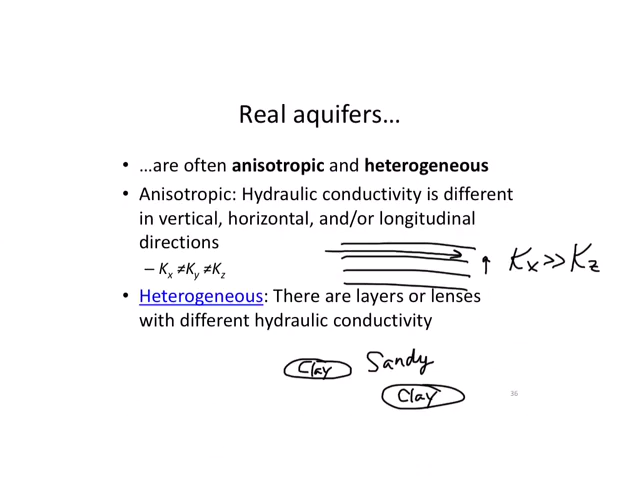 Real aquifers…
• …are often anisotropic and heterogeneous
• Anisotropic: Hydraulic conductivity is different
in vertical, horizontal, and/or longitudinal
directions
– Kx ≠Ky ≠Kz
Kx >> Kz
• Heterogeneous: There are layers or lenses
with different hydraulic conductivity
Clay Sandy
Clay
36